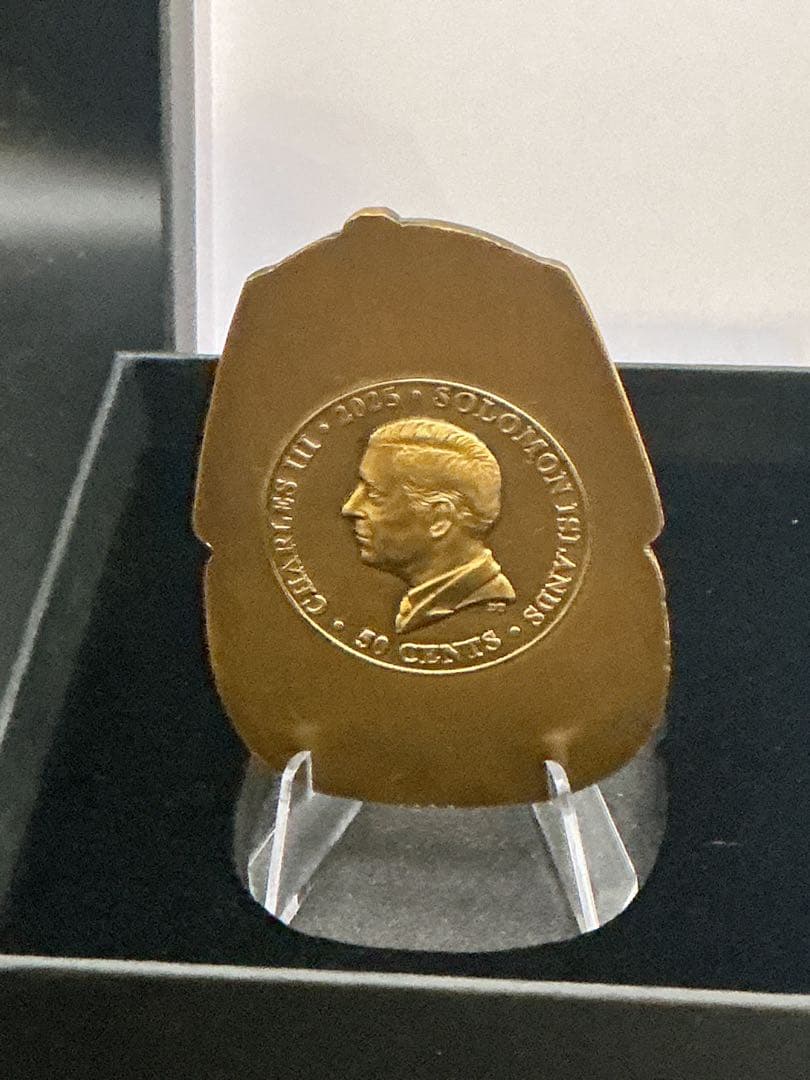 CHARLES III • 2025 • SOLOMON ISLANDS • 50 CENTS •